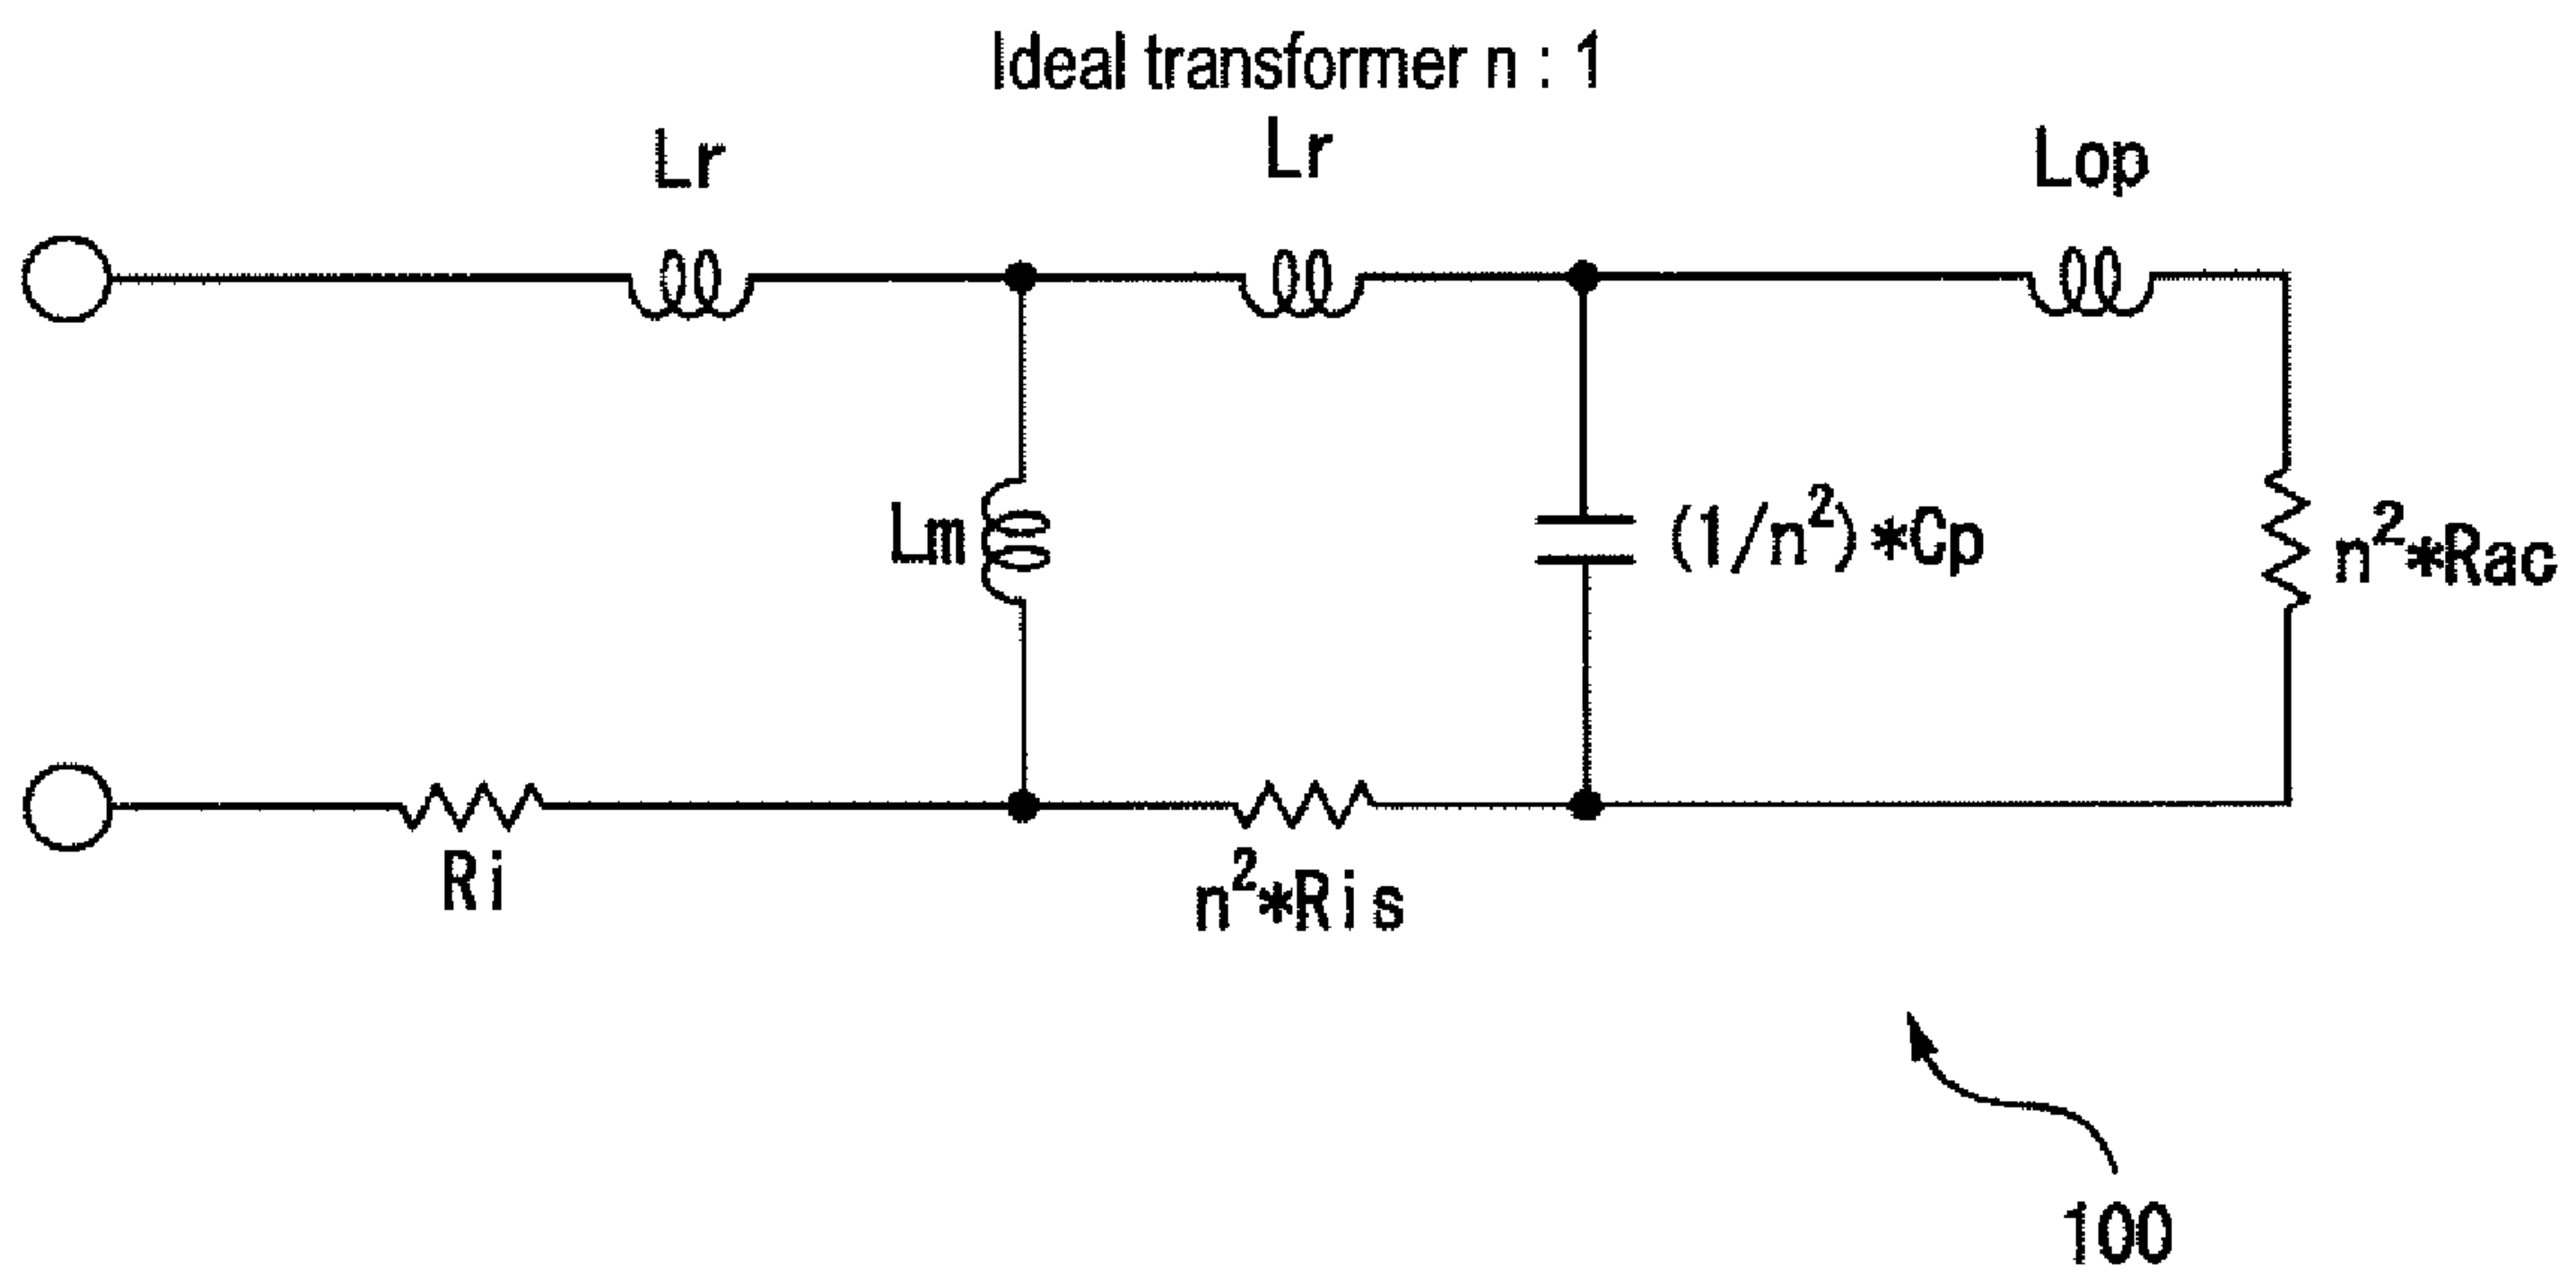 Ideal transformer n : 1
Lr
Lr
Lop
Lm
(1/n²)*Cp
n²*Rac
Ri
n²*Ris
100